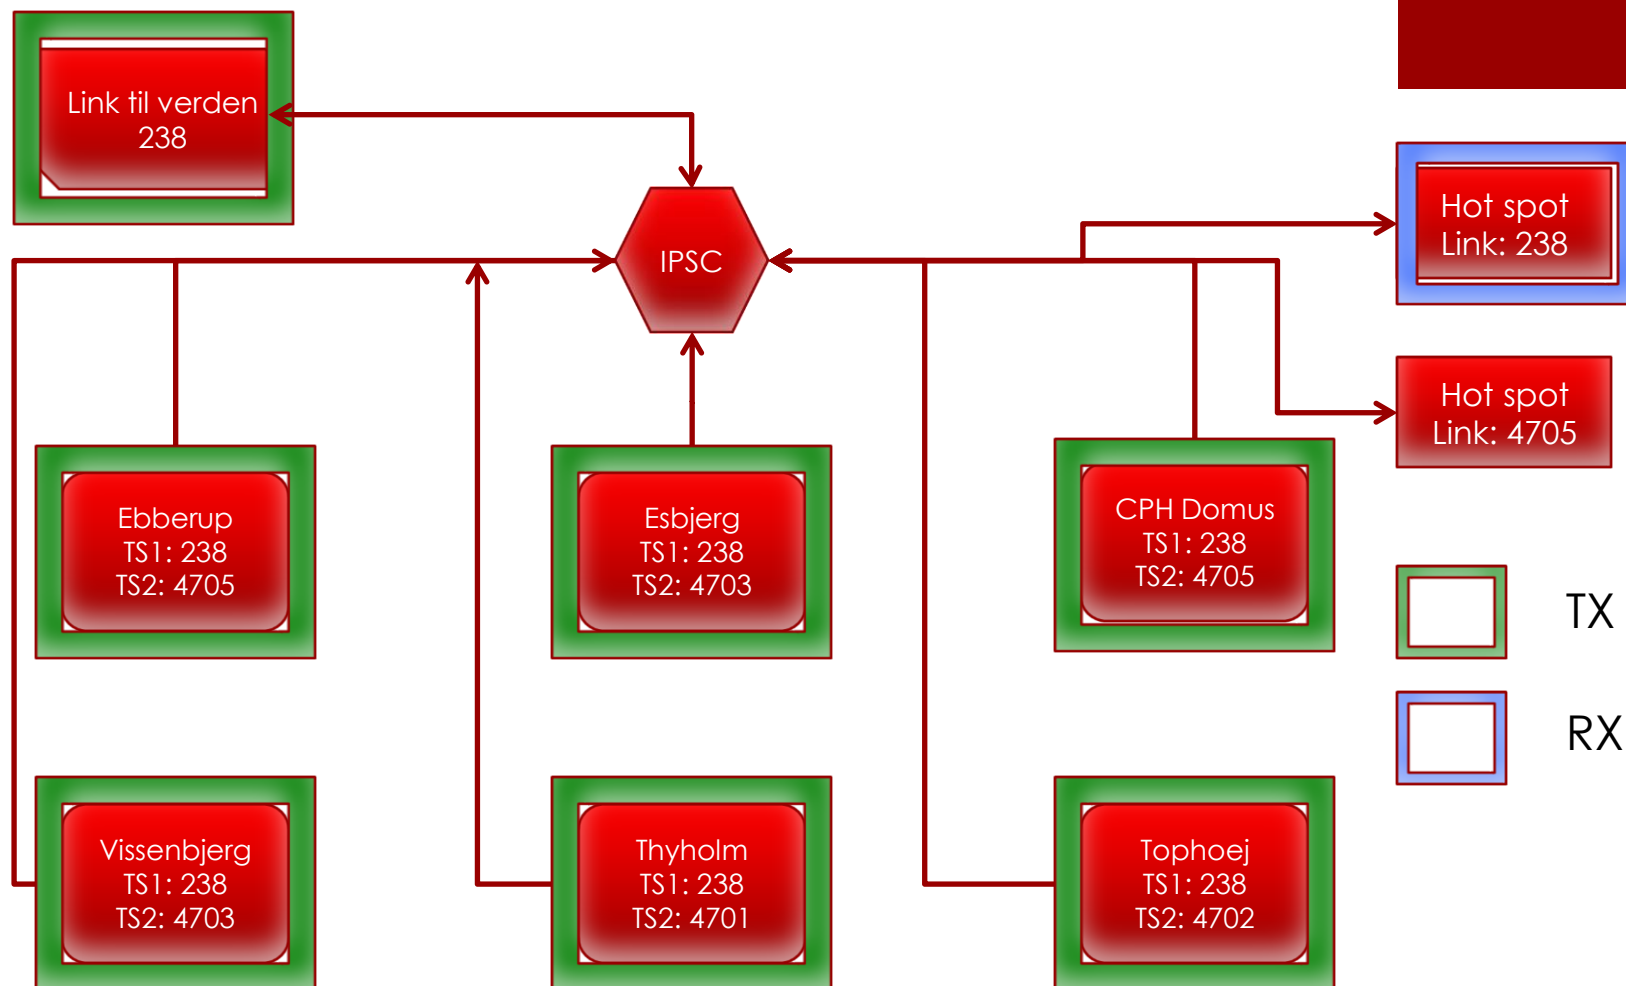 Link til verden
238
IPSC
Hot spot
Link: 238
Hot spot
Link: 4705
Ebberup
TS1: 238
TS2: 4705
Esbjerg
TS1: 238
TS2: 4703
CPH Domus
TS1: 238
TS2: 4705
TX
RX
Vissenbjerg
TS1: 238
TS2: 4703
Thyholm
TS1: 238
TS2: 4701
Tophoej
TS1: 238
TS2: 4702